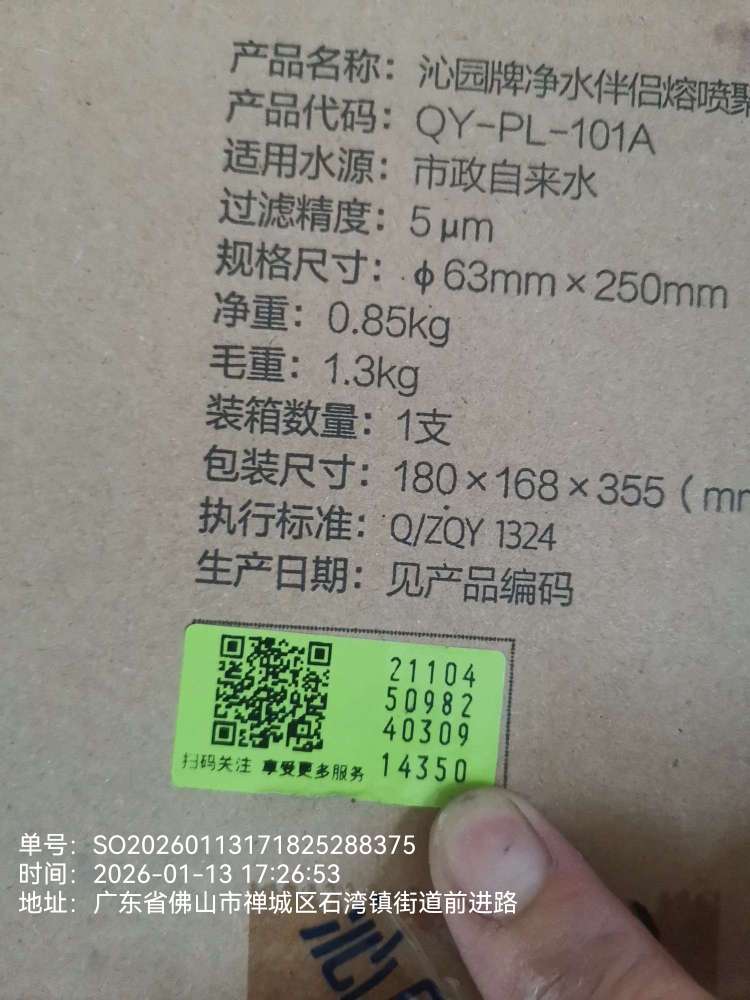 产品名称：沁园牌净水伴侣熔喷聚
产品代码：QY-PL-101A
适用水源：市政自来水
过滤精度：5μm
规格尺寸：ϕ63mm×250mm
净重：0.85kg
毛重：1.3kg
装箱数量：1支
包装尺寸：180×168×355（mm
执行标准：Q/ZQY 1324
生产日期：见产品编码
21104
50982
40309
14350
扫码关注 享受更多服务
单号：SO20260113171825288375
时间：2026-01-13 17:26:53
地址：广东省佛山市禅城区石湾镇街道前进路
沁